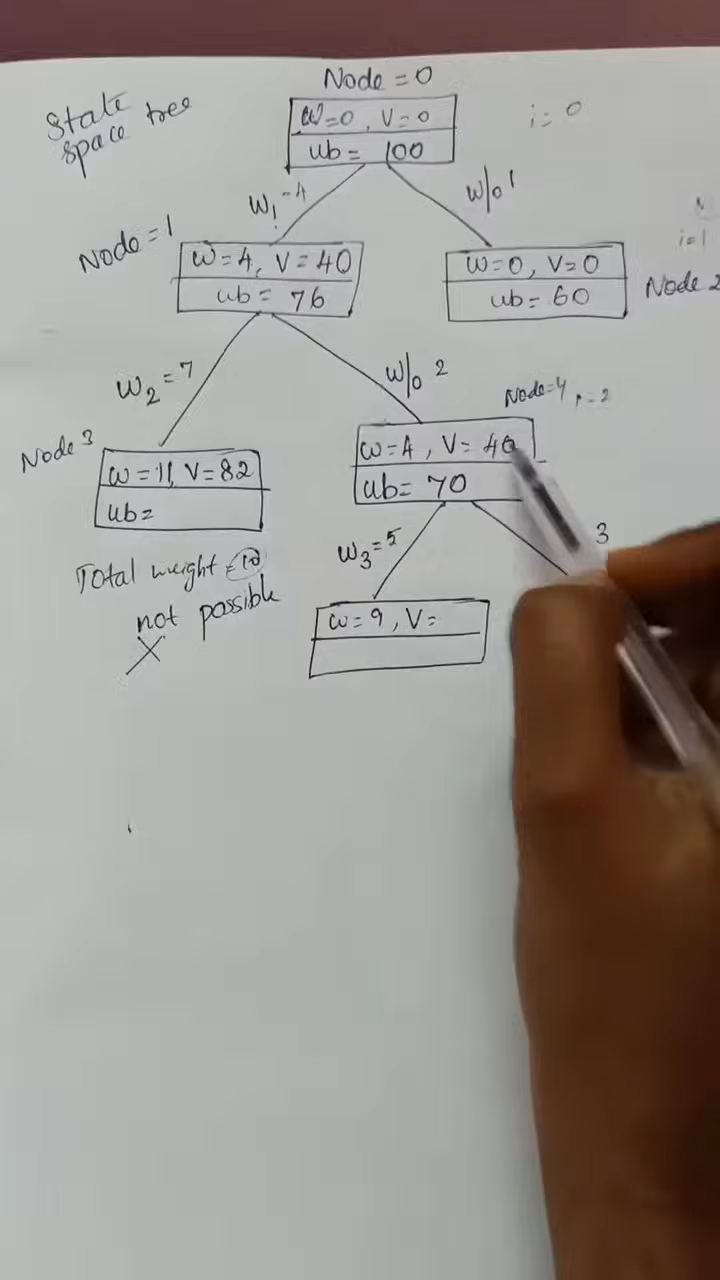 State
space tree
Node = 0
w=0, V=0
ub= 100
i= 0
w1=4
w/o 1
Node = 1
w=4, V=40
ub= 76
w=0, V=0
ub= 60
i=1
Node 2
w2=7
w/o 2
Node=4, i=2
Node 3
w=11, V=82
ub=
w=4, V= 40
ub= 70
Total weight =10
not possible
X
w3=5
3
w=9, V=